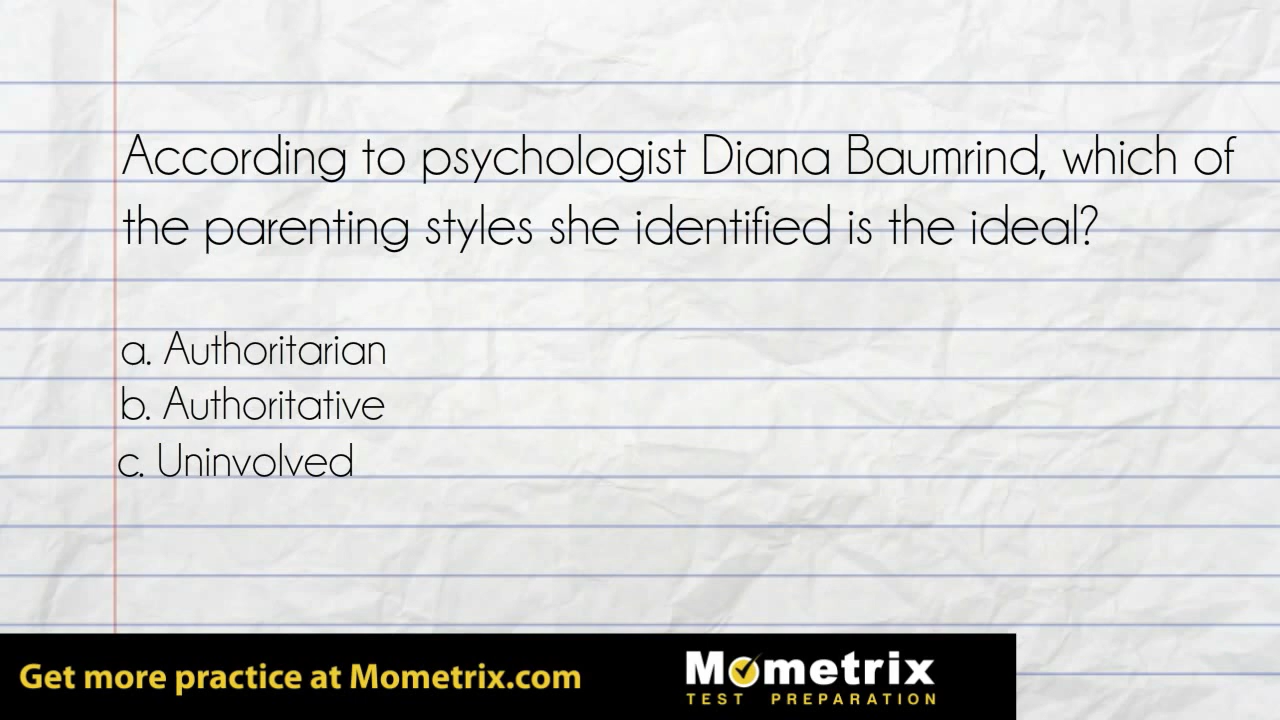 According to psychologist Diana Baumrind, which of
the parenting styles she identified is the ideal?
a. Authoritarian
b. Authoritative
c. Uninvolved
Get more practice at Mometrix.com
Mometrix
TEST PREPARATION